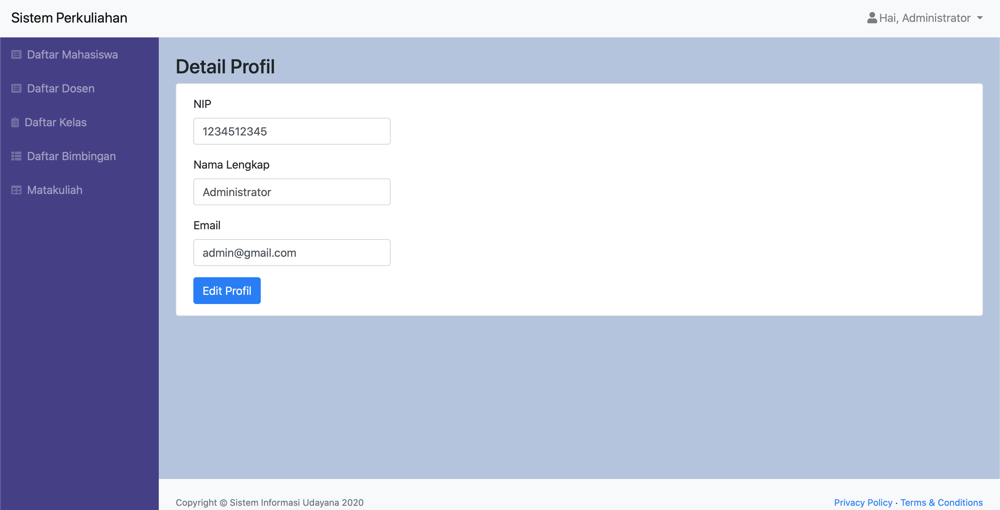 Sistem Perkuliahan
Hai, Administrator
Daftar Mahasiswa
Daftar Dosen
Daftar Kelas
Daftar Bimbingan
Matakuliah
Detail Profil
NIP
1234512345
Nama Lengkap
Administrator
Email
admin@gmail.com
Edit Profil
Copyright © Sistem Informasi Udayana 2020
Privacy Policy · Terms & Conditions